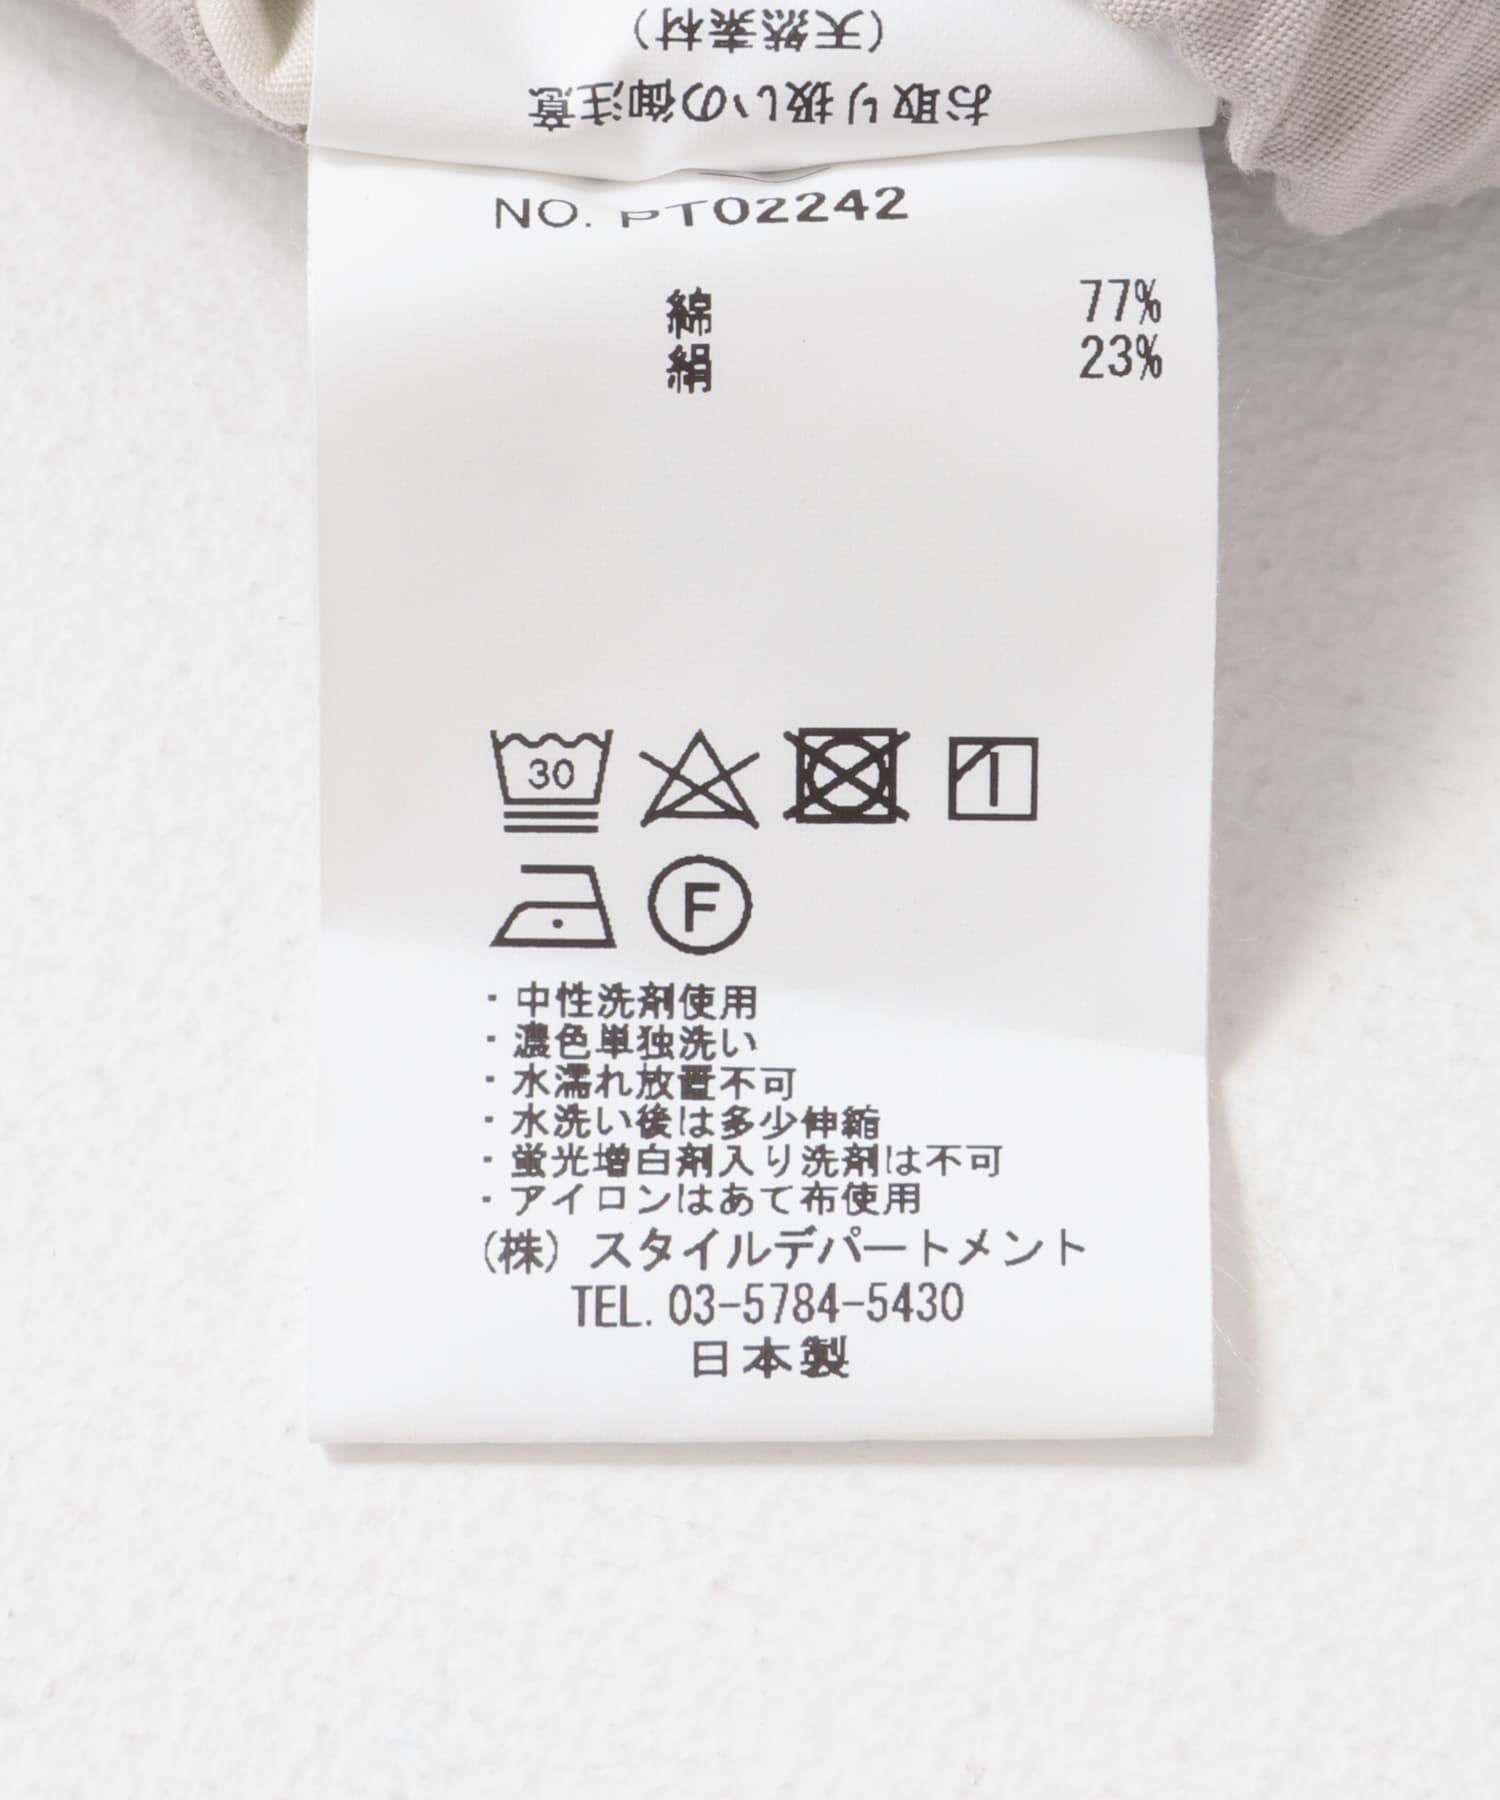 お取り扱いの御注意
(天然素材)
NO. PT02242
綿 77%
絹 23%
30
F
・中性洗剤使用
・濃色単独洗い
・水濡れ放置不可
・水洗い後は多少伸縮
・蛍光増白剤入り洗剤は不可
・アイロンはあて布使用
(株) スタイルデパートメント
TEL. 03-5784-5430
日本製